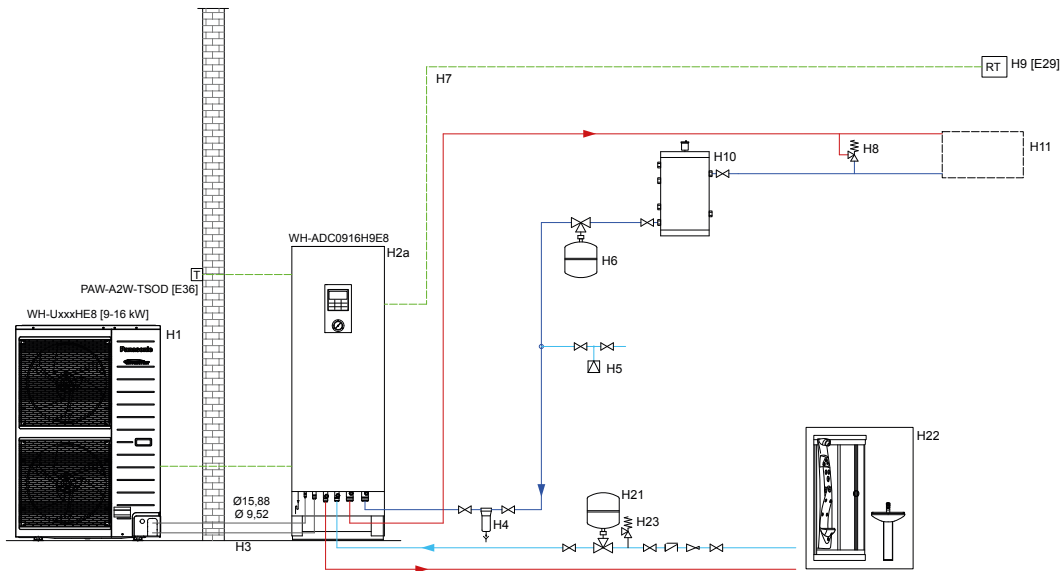 H7
RT
H9 [E29]
H8
H11
H10
WH-ADC0916H9E8
H2a
H6
T
PAW-A2W-TSOD [E36]
WH-UxxxHE8 [9-16 kW]
H1
Panasonic
H5
H22
Ø15,88
Ø 9,52
H21
H23
H4
H3